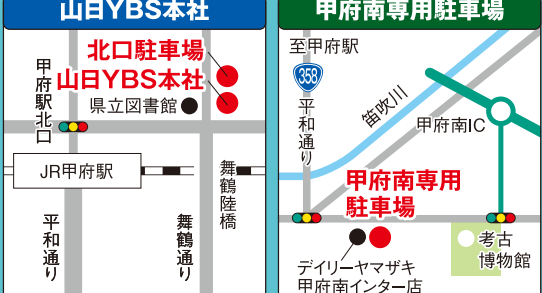 山日YBS本社
北口駐車場
山日YBS本社
県立図書館
甲府駅北口
JR甲府駅
舞鶴陸橋
平和通り
舞鶴通り
甲府南専用駐車場
至甲府駅
358
平和通り
笛吹川
甲府南IC
甲府南専用
駐車場
デイリーヤマザキ
甲府南インター店
考古
博物館